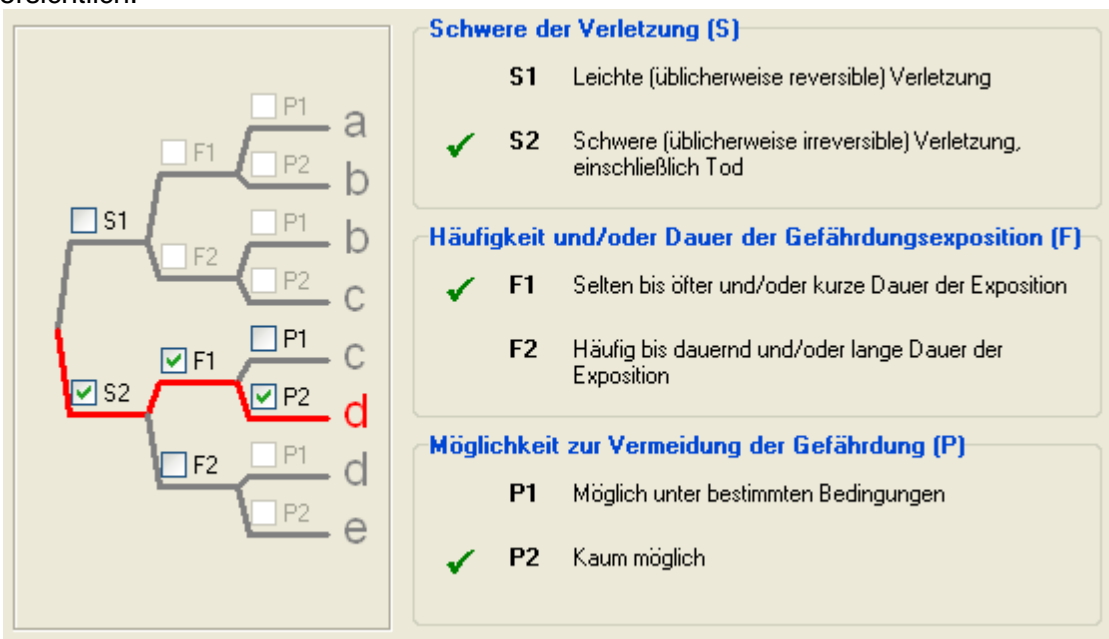 ersichtlich.
P1
a
F1
P2
b
S1
P1
b
F2
P2
c
P1
c
F1
S2
P2
d
F2
P1
d
P2
e
Schwere der Verletzung (S)
S1 Leichte (üblicherweise reversible) Verletzung
S2 Schwere (üblicherweise irreversible) Verletzung,
einschließlich Tod
Häufigkeit und/oder Dauer der Gefährdungsexposition (F)
F1 Selten bis öfter und/oder kurze Dauer der Exposition
F2 Häufig bis dauernd und/oder lange Dauer der
Exposition
Möglichkeit zur Vermeidung der Gefährdung (P)
P1 Möglich unter bestimmten Bedingungen
P2 Kaum möglich